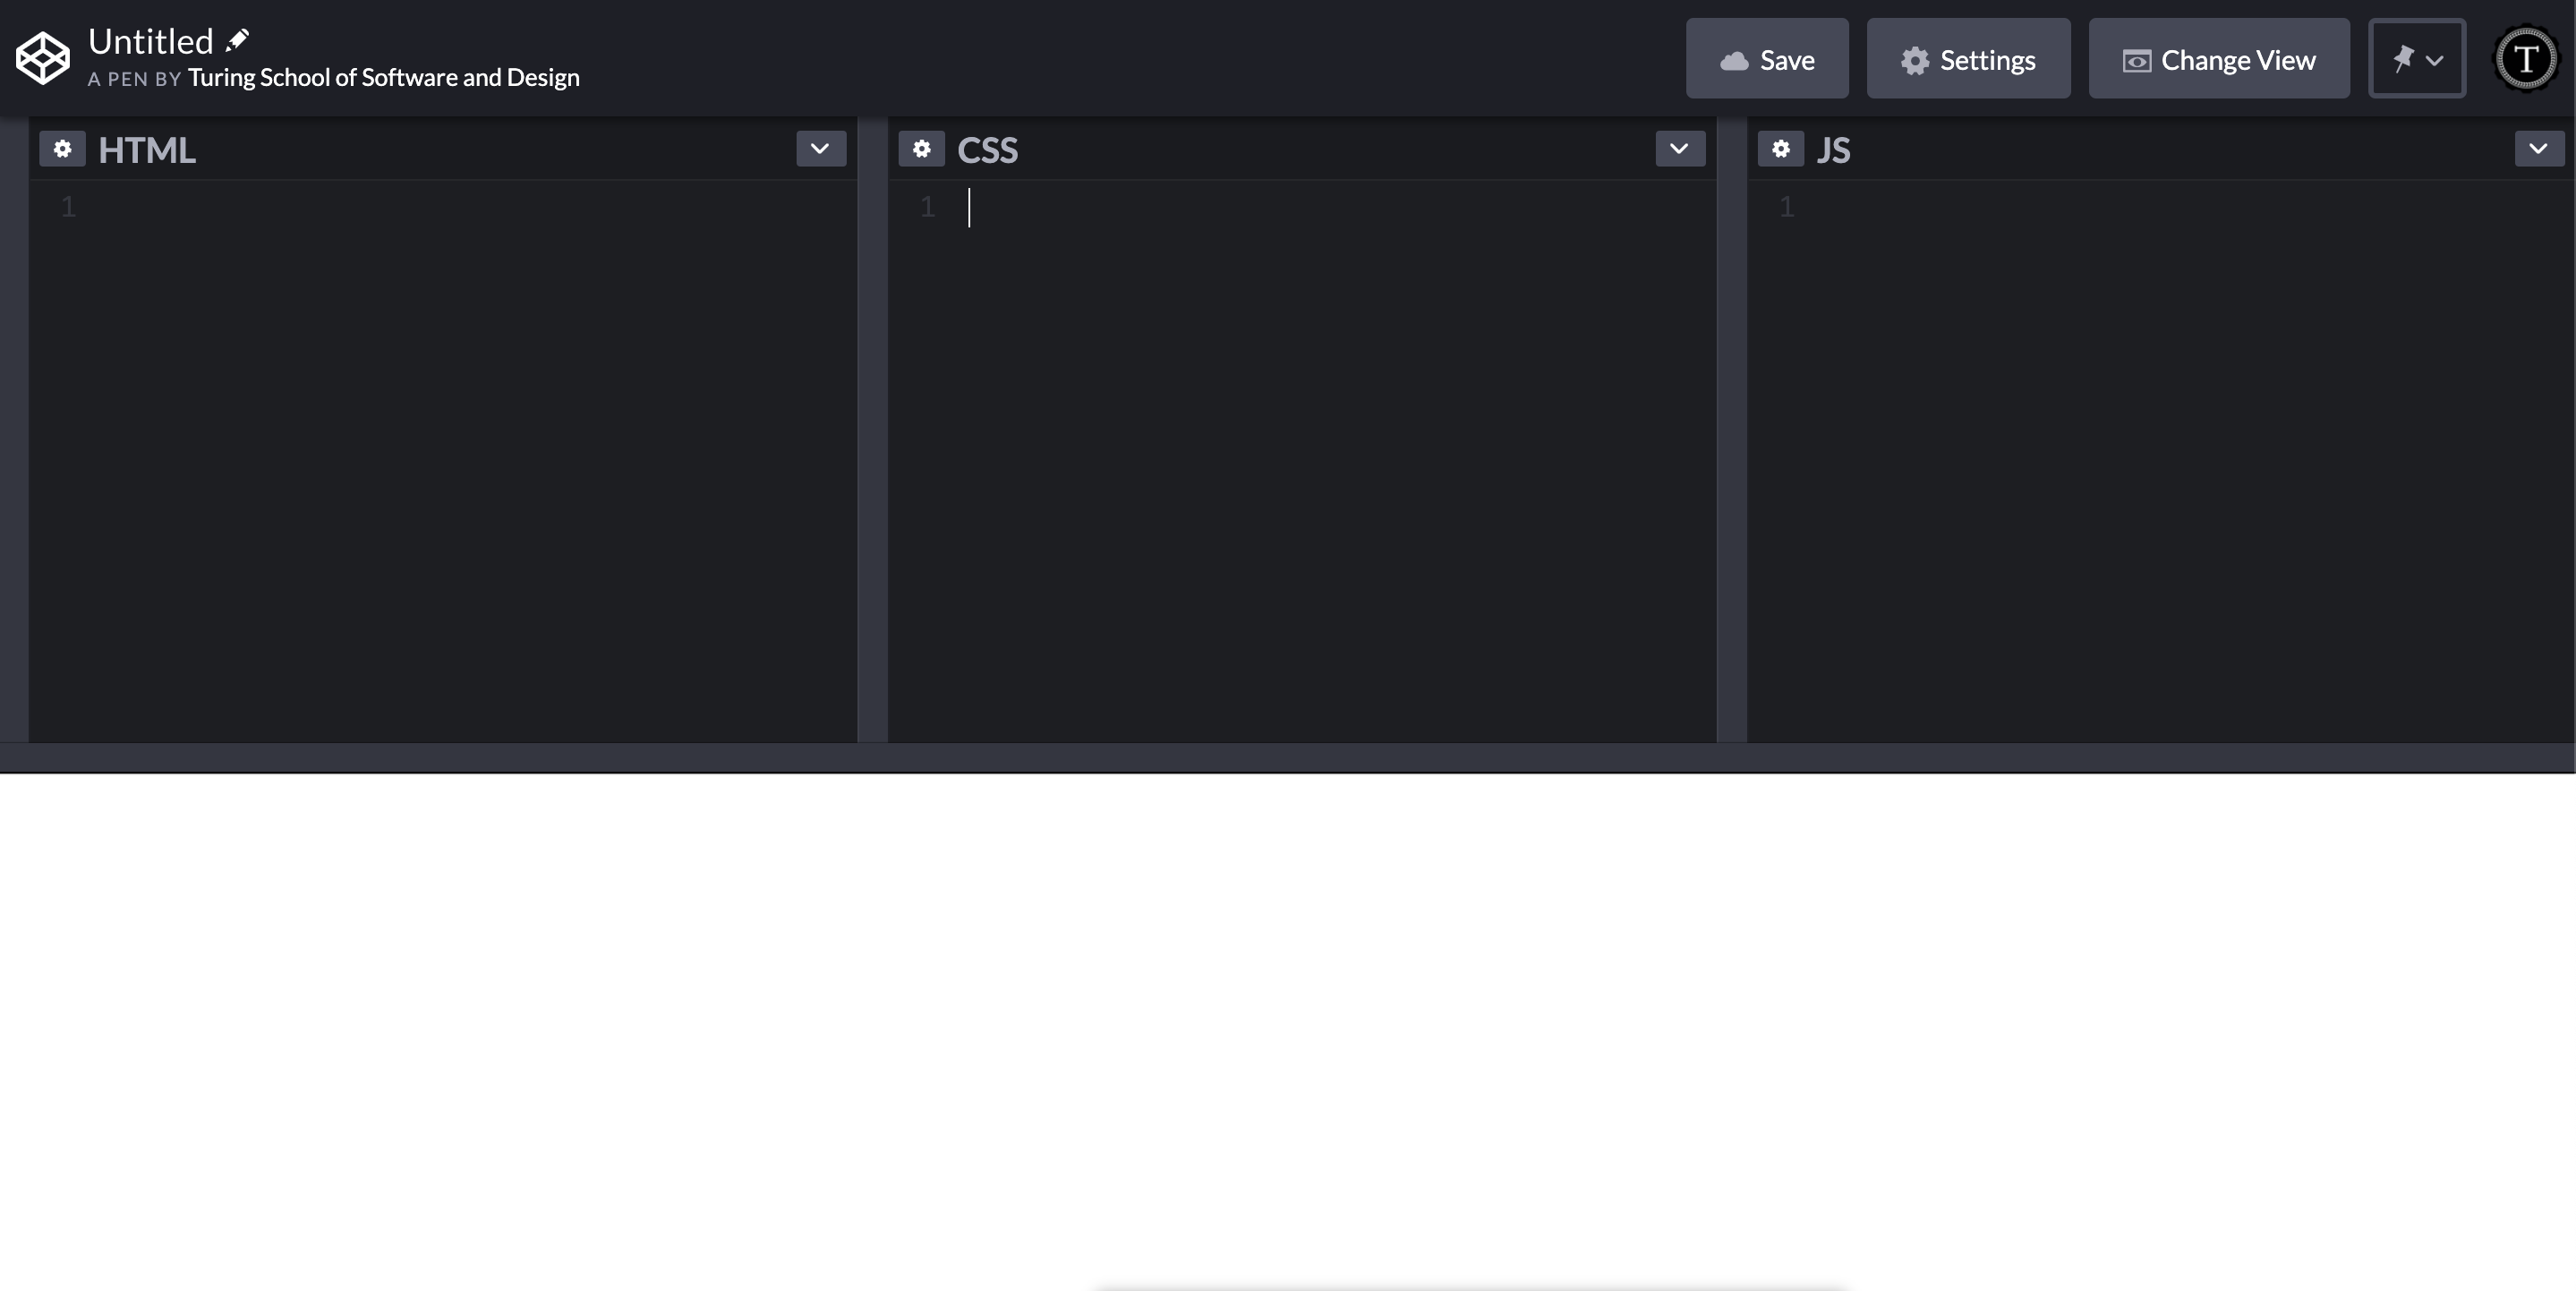 Untitled
A PEN BY Turing School of Software and Design
Save
Settings
Change View
T
HTML
CSS
JS
1
1
1